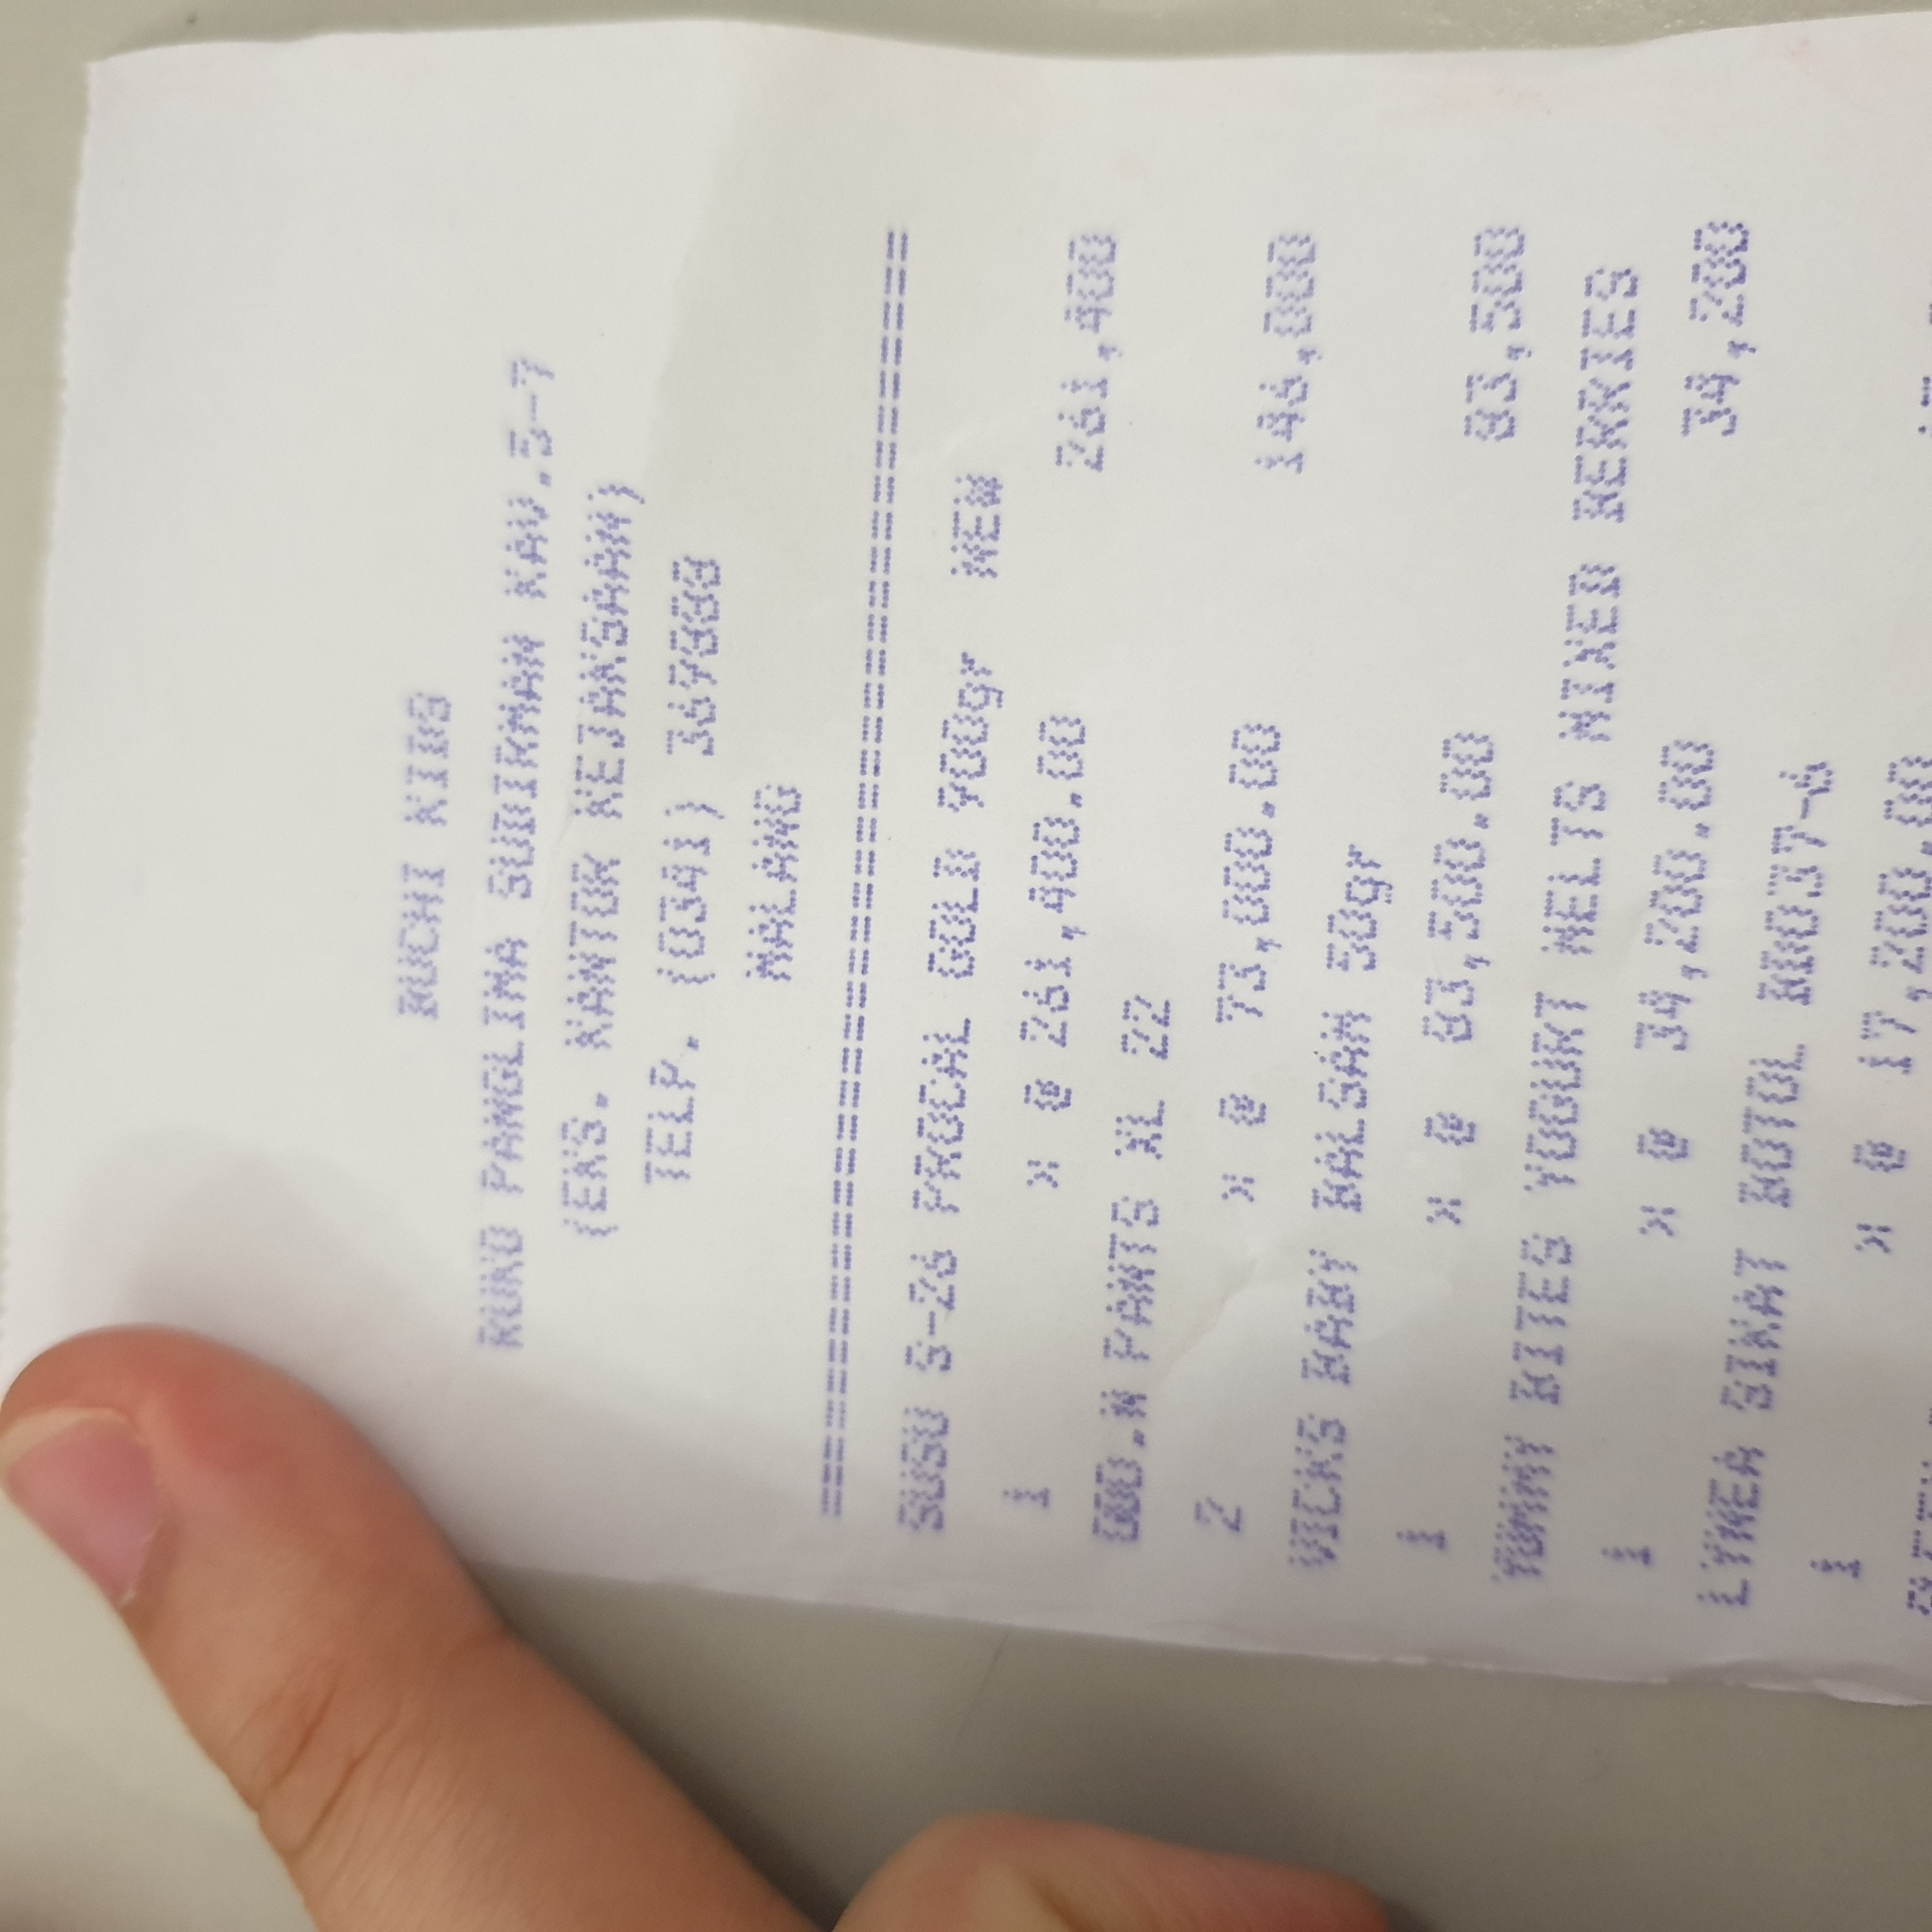 BUCHI KIDS
RUKO PANGLIMA SUDIRMAN KAV.5-7
(EKS. KANTOR KEJAKSAAN)
TELP. (0341) 369888
MALANG
================================
SUSU S-26 PROCAL GOLD 900gr NEW
1 x @ 261,400.00 261,400
GOO.N PANTS XL 22
2 x @ 73,000.00 146,000
VICKS BABY BALSAM 50gr
1 x @ 83,500.00 83,500
YUMMY BITES YOGURT MELTS MIXED BERRIES
1 x @ 34,200.00 34,200
LYNEA SIKAT BOTOL BD037-6
1 x @ 17,200.00